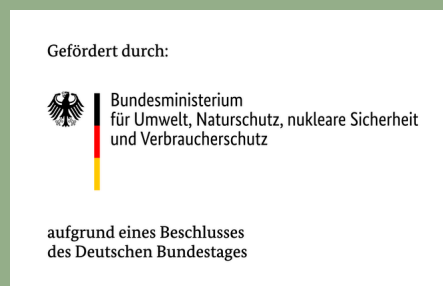 Gefördert durch:
Bundesministerium
für Umwelt, Naturschutz, nukleare Sicherheit
und Verbraucherschutz
aufgrund eines Beschlusses
des Deutschen Bundestages